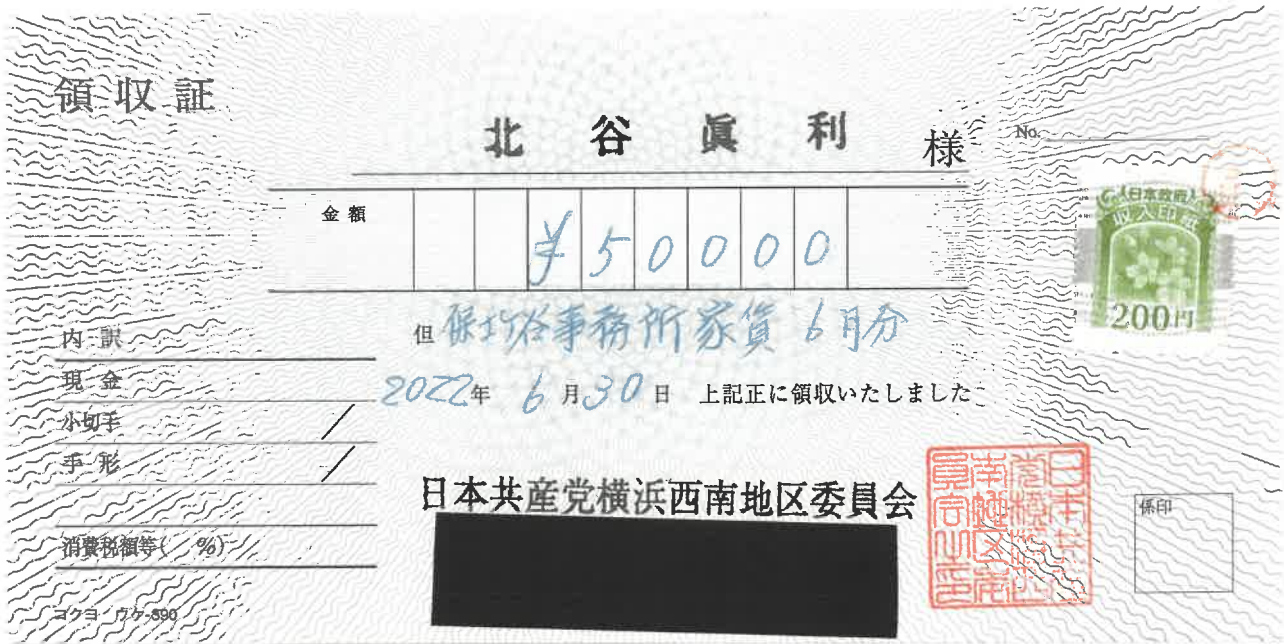 領収証
北谷眞利 様
No.
日本政府
収入印紙
200円
金額
¥50000
但 保土ケ谷事務所家賃 6月分
2022年 6月30日 上記正に領収いたしました
内訳
現金
小切手
手形
消費税額等( %)
コクヨ ウケ-390
日本共産党横浜西南地区委員会
係印